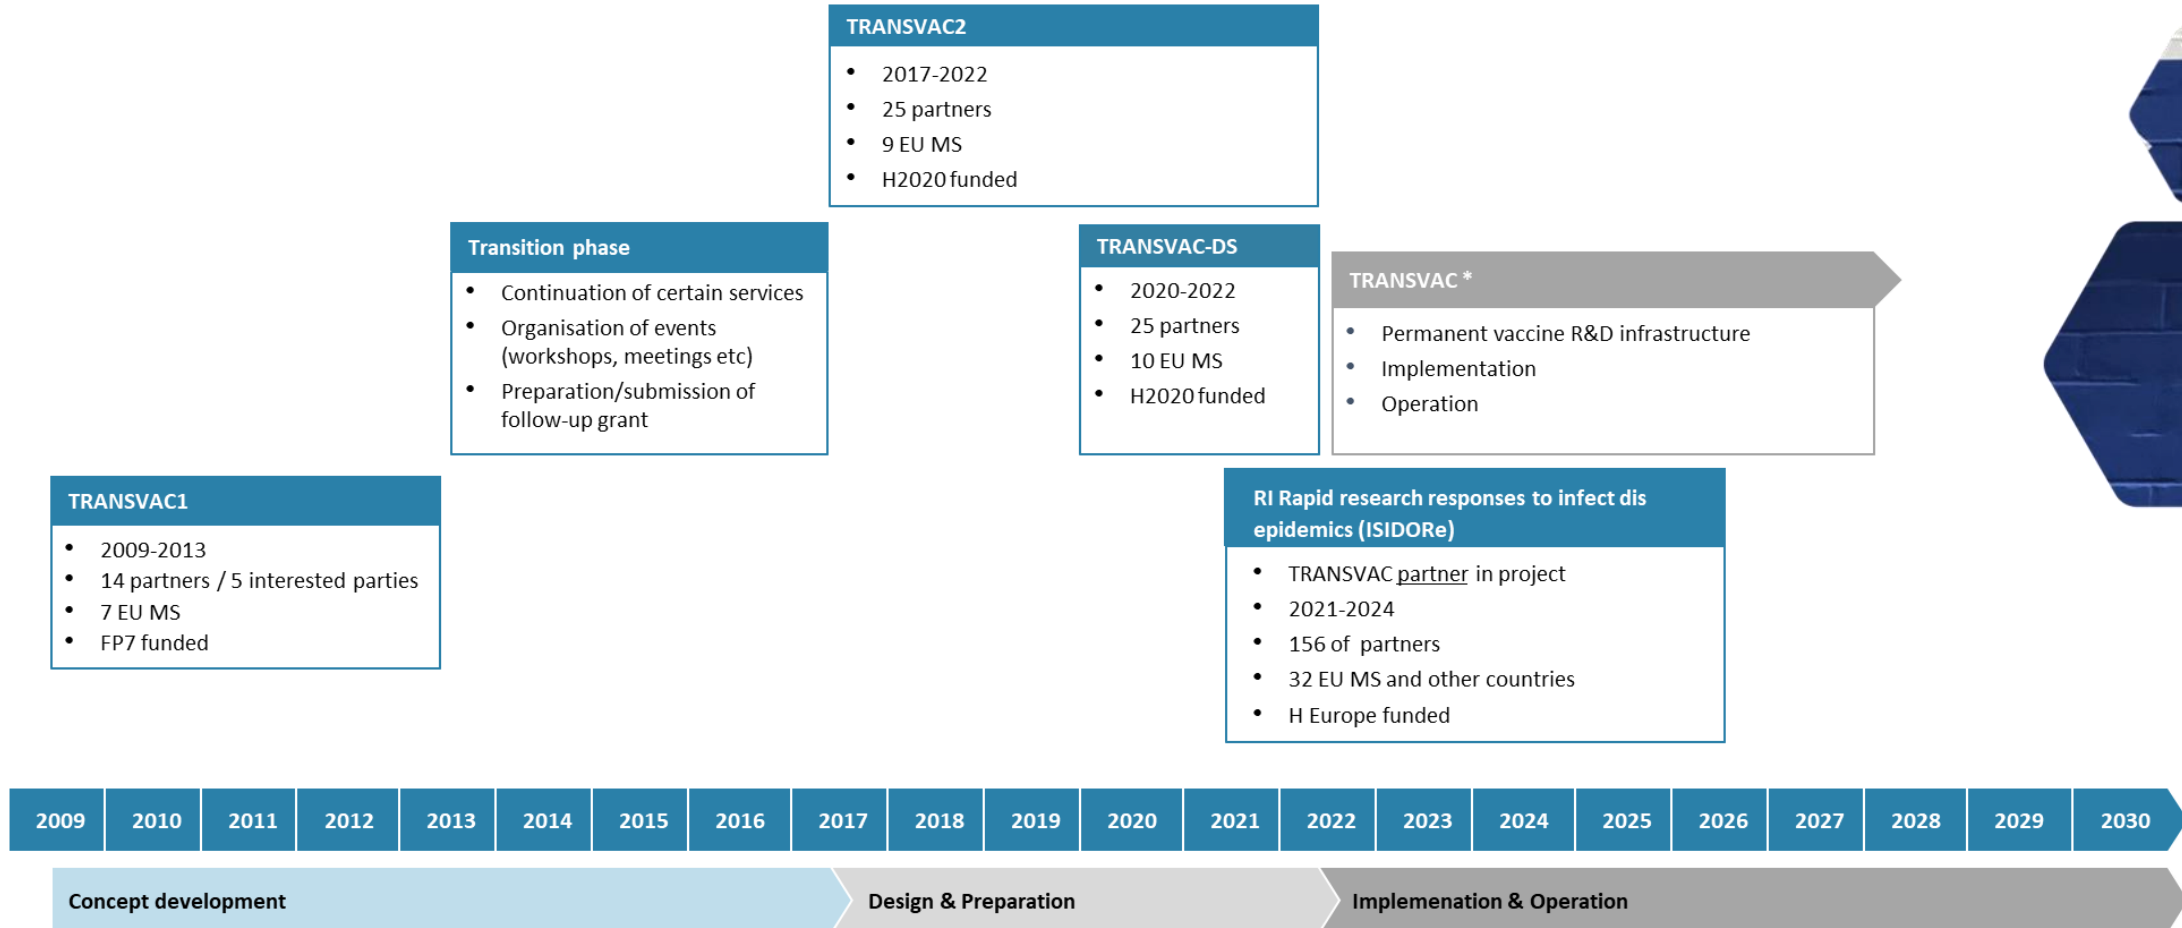 TRANSVAC2
• 2017-2022
• 25 partners
• 9 EU MS
• H2020 funded
Transition phase
• Continuation of certain services
• Organisation of events
(workshops, meetings etc)
• Preparation/submission of
follow-up grant
TRANSVAC-DS
• 2020-2022
• 25 partners
• 10 EU MS
• H2020 funded
TRANSVAC *
• Permanent vaccine R&D infrastructure
• Implementation
• Operation
TRANSVAC1
• 2009-2013
• 14 partners / 5 interested parties
• 7 EU MS
• FP7 funded
RI Rapid research responses to infect dis
epidemics (ISIDORe)
• TRANSVAC partner in project
• 2021-2024
• 156 of partners
• 32 EU MS and other countries
• H Europe funded
2009 2010 2011 2012 2013 2014 2015 2016 2017 2018 2019 2020 2021 2022 2023 2024 2025 2026 2027 2028 2029 2030
Concept development Design & Preparation Implemenation & Operation